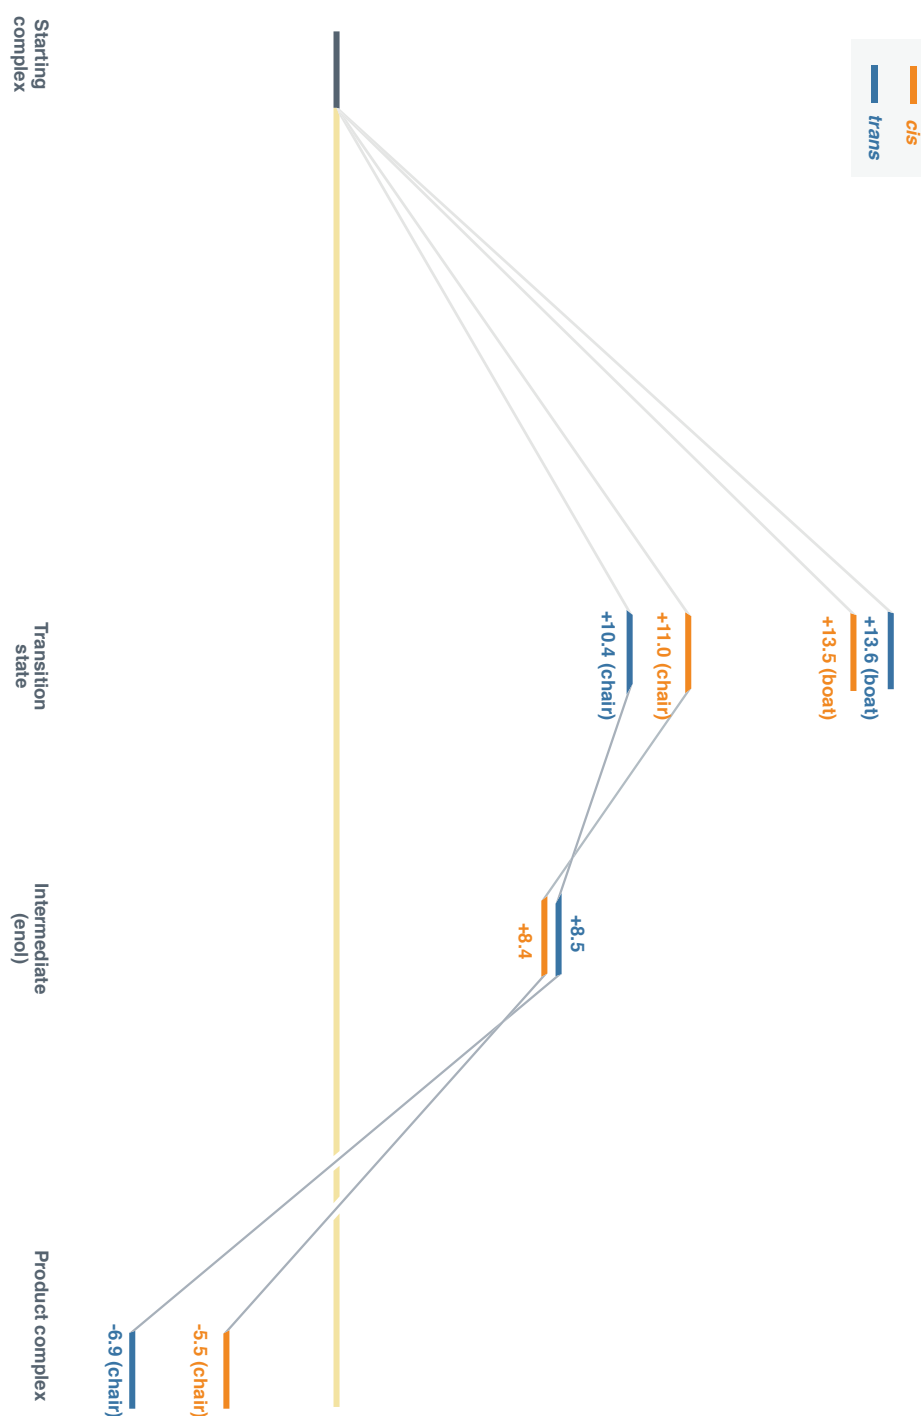 cis
trans
+13.6 (boat)
+13.5 (boat)
+11.0 (chair)
+10.4 (chair)
+8.5
+8.4
-5.5 (chair)
-6.9 (chair)
Starting
complex
Transition
state
Intermediate
(enol)
Product complex